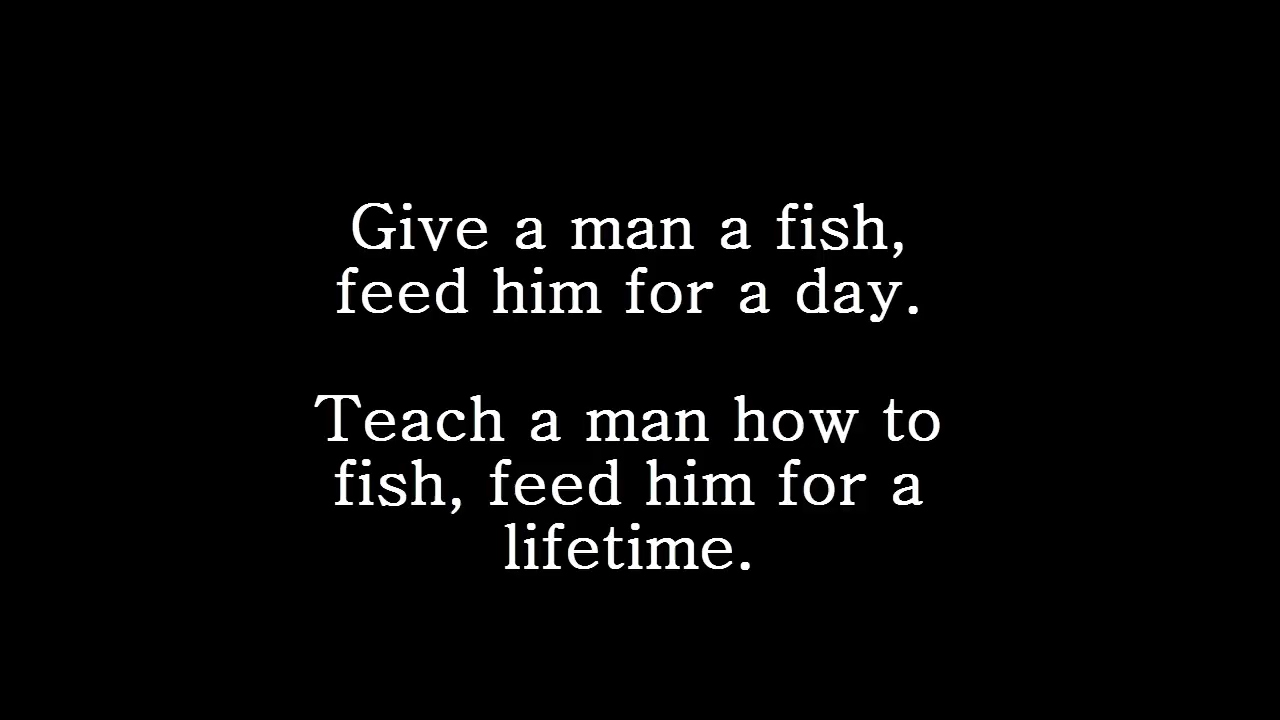 Give a man a fish,
feed him for a day.
Teach a man how to
fish, feed him for a
lifetime.